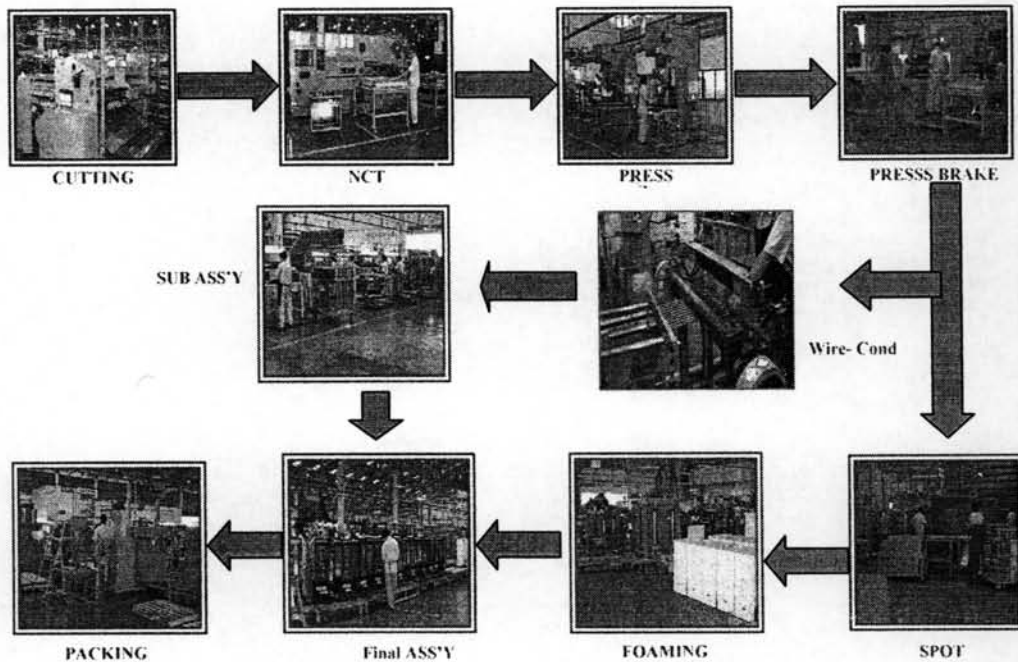 CUTTING
NCT
PRESS
PRESSS BRAKE
SUB ASS'Y
Wire- Cond
PACKING
Final ASS'Y
FOAMING
SPOT